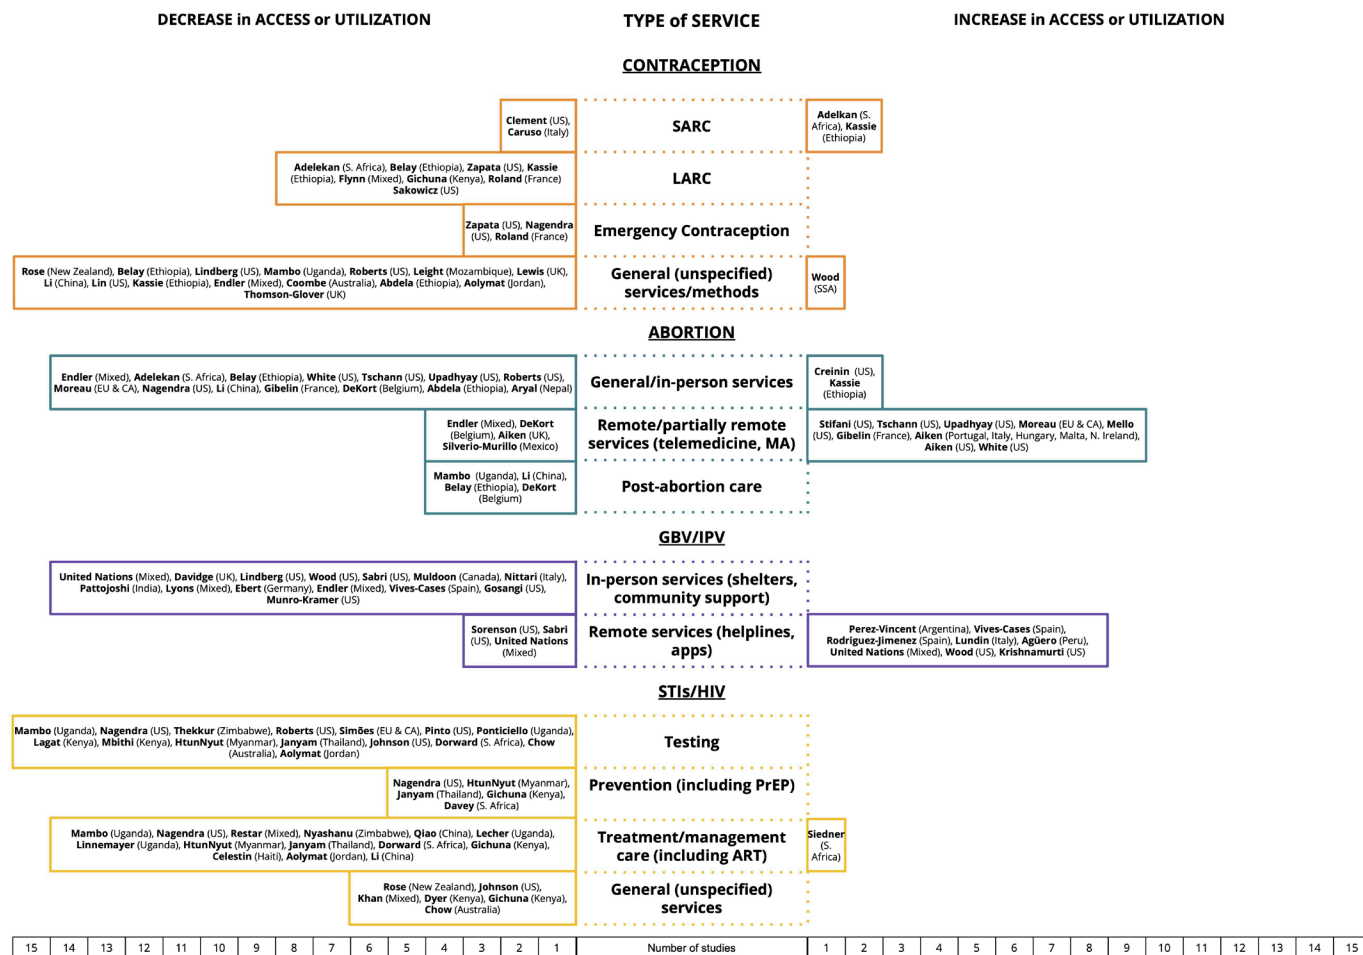 DECREASE in ACCESS or UTILIZATION
TYPE of SERVICE
INCREASE in ACCESS or UTILIZATION
CONTRACEPTION
Clement (US),
Caruso (Italy)
SARC
Adelkan (S.
Africa), Kassie
(Ethiopia)
Adelekan (S. Africa), Belay (Ethiopia), Zapata (US), Kassie
(Ethiopia), Flynn (Mixed), Gichuna (Kenya), Roland (France)
Sakowicz (US)
LARC
Zapata (US), Nagendra
(US), Roland (France)
Emergency Contraception
Rose (New Zealand), Belay (Ethiopia), Lindberg (US), Mambo (Uganda), Roberts (US), Leight (Mozambique), Lewis (UK),
Li (China), Lin (US), Kassie (Ethiopia), Endler (Mixed), Coombe (Australia), Abdela (Ethiopia), Aolymat (Jordan),
Thomson-Glover (UK)
General (unspecified)
services/methods
Wood
(SSA)
ABORTION
Endler (Mixed), Adelekan (S. Africa), Belay (Ethiopia), White (US), Tschann (US), Upadhyay (US), Roberts (US),
Moreau (EU & CA), Nagendra (US), Li (China), Gibelin (France), DeKort (Belgium), Abdela (Ethiopia), Aryal (Nepal)
General/in-person services
Creinin (US),
Kassie
(Ethiopia)
Endler (Mixed), DeKort
(Belgium), Aiken (UK),
Silverio-Murillo (Mexico)
Remote/partially remote
services (telemedicine, MA)
Stifani (US), Tschann (US), Upadhyay (US), Moreau (EU & CA), Mello
(US), Gibelin (France), Aiken (Portugal, Italy, Hungary, Malta, N. Ireland),
Aiken (US), White (US)
Mambo (Uganda), Li (China),
Belay (Ethiopia), DeKort
(Belgium)
Post-abortion care
GBV/IPV
United Nations (Mixed), Davidge (UK), Lindberg (US), Wood (US), Sabri (US), Muldoon (Canada), Nittari (Italy),
Pattojoshi (India), Lyons (Mixed), Ebert (Germany), Endler (Mixed), Vives-Cases (Spain), Gosangi (US),
Munro-Kramer (US)
In-person services (shelters,
community support)
Sorenson (US), Sabri
(US), United Nations
(Mixed)
Remote services (helplines,
apps)
Perez-Vincent (Argentina), Vives-Cases (Spain),
Rodriguez-Jimenez (Spain), Lundin (Italy), Agüero (Peru),
United Nations (Mixed), Wood (US), Krishnamurti (US)
STIs/HIV
Mambo (Uganda), Nagendra (US), Thekkur (Zimbabwe), Roberts (US), Simões (EU & CA), Pinto (US), Ponticiello (Uganda),
Lagat (Kenya), Mbithi (Kenya), HtunNyut (Myanmar), Janyam (Thailand), Johnson (US), Dorward (S. Africa), Chow
(Australia), Aolymat (Jordan)
Testing
Nagendra (US), HtunNyut (Myanmar),
Janyam (Thailand), Gichuna (Kenya),
Davey (S. Africa)
Prevention (including PrEP)
Mambo (Uganda), Nagendra (US), Restar (Mixed), Nyashanu (Zimbabwe), Qiao (China), Lecher (Uganda),
Linnemayer (Uganda), HtunNyut (Myanmar), Janyam (Thailand), Dorward (S. Africa), Gichuna (Kenya),
Celestin (Haiti), Aolymat (Jordan), Li (China)
Treatment/management
care (including ART)
Siedner
(S.
Africa)
Rose (New Zealand), Johnson (US),
Khan (Mixed), Dyer (Kenya), Gichuna (Kenya),
Chow (Australia)
General (unspecified)
services
15 14 13 12 11 10 9 8 7 6 5 4 3 2 1 Number of studies 1 2 3 4 5 6 7 8 9 10 11 12 13 14 15